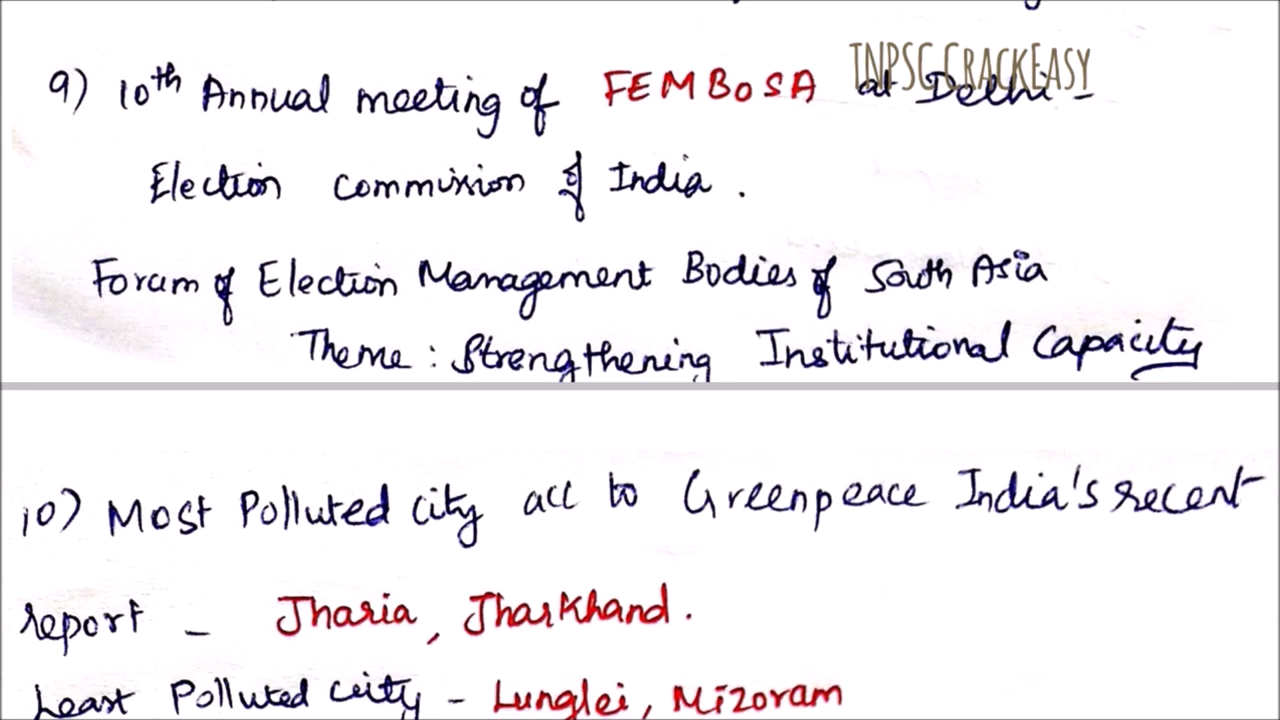 TNPSC CRACKEASY
9) 10th Annual meeting of FEMBoSA at Delhi -
Election commission of India .
Forum of Election Management Bodies of South Asia
Theme : Strengthening Institutional Capacity
10) Most Polluted city acc to Greenpeace India's recent
report - Jharia, Jharkhand.
Least Polluted city - Lunglei, Mizoram